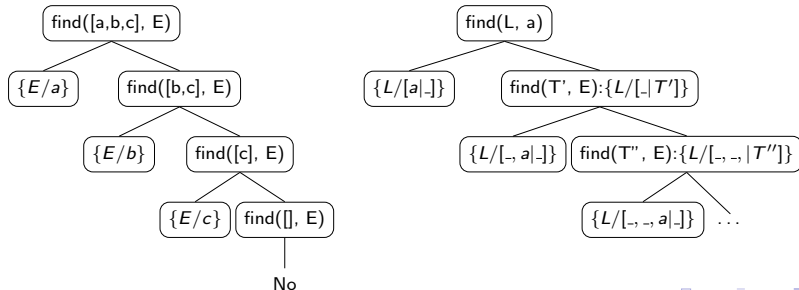 find([a,b,c], E)
{E/a}
find([b,c], E)
{E/b}
find([c], E)
{E/c}
find([], E)
No
find(L, a)
{L/[a|_]}
find(T', E):{L/[_|T']}
{L/[_, a|_]}
find(T", E):{L/[_, _, |T'']}
{L/[_, _, a|_]}
...